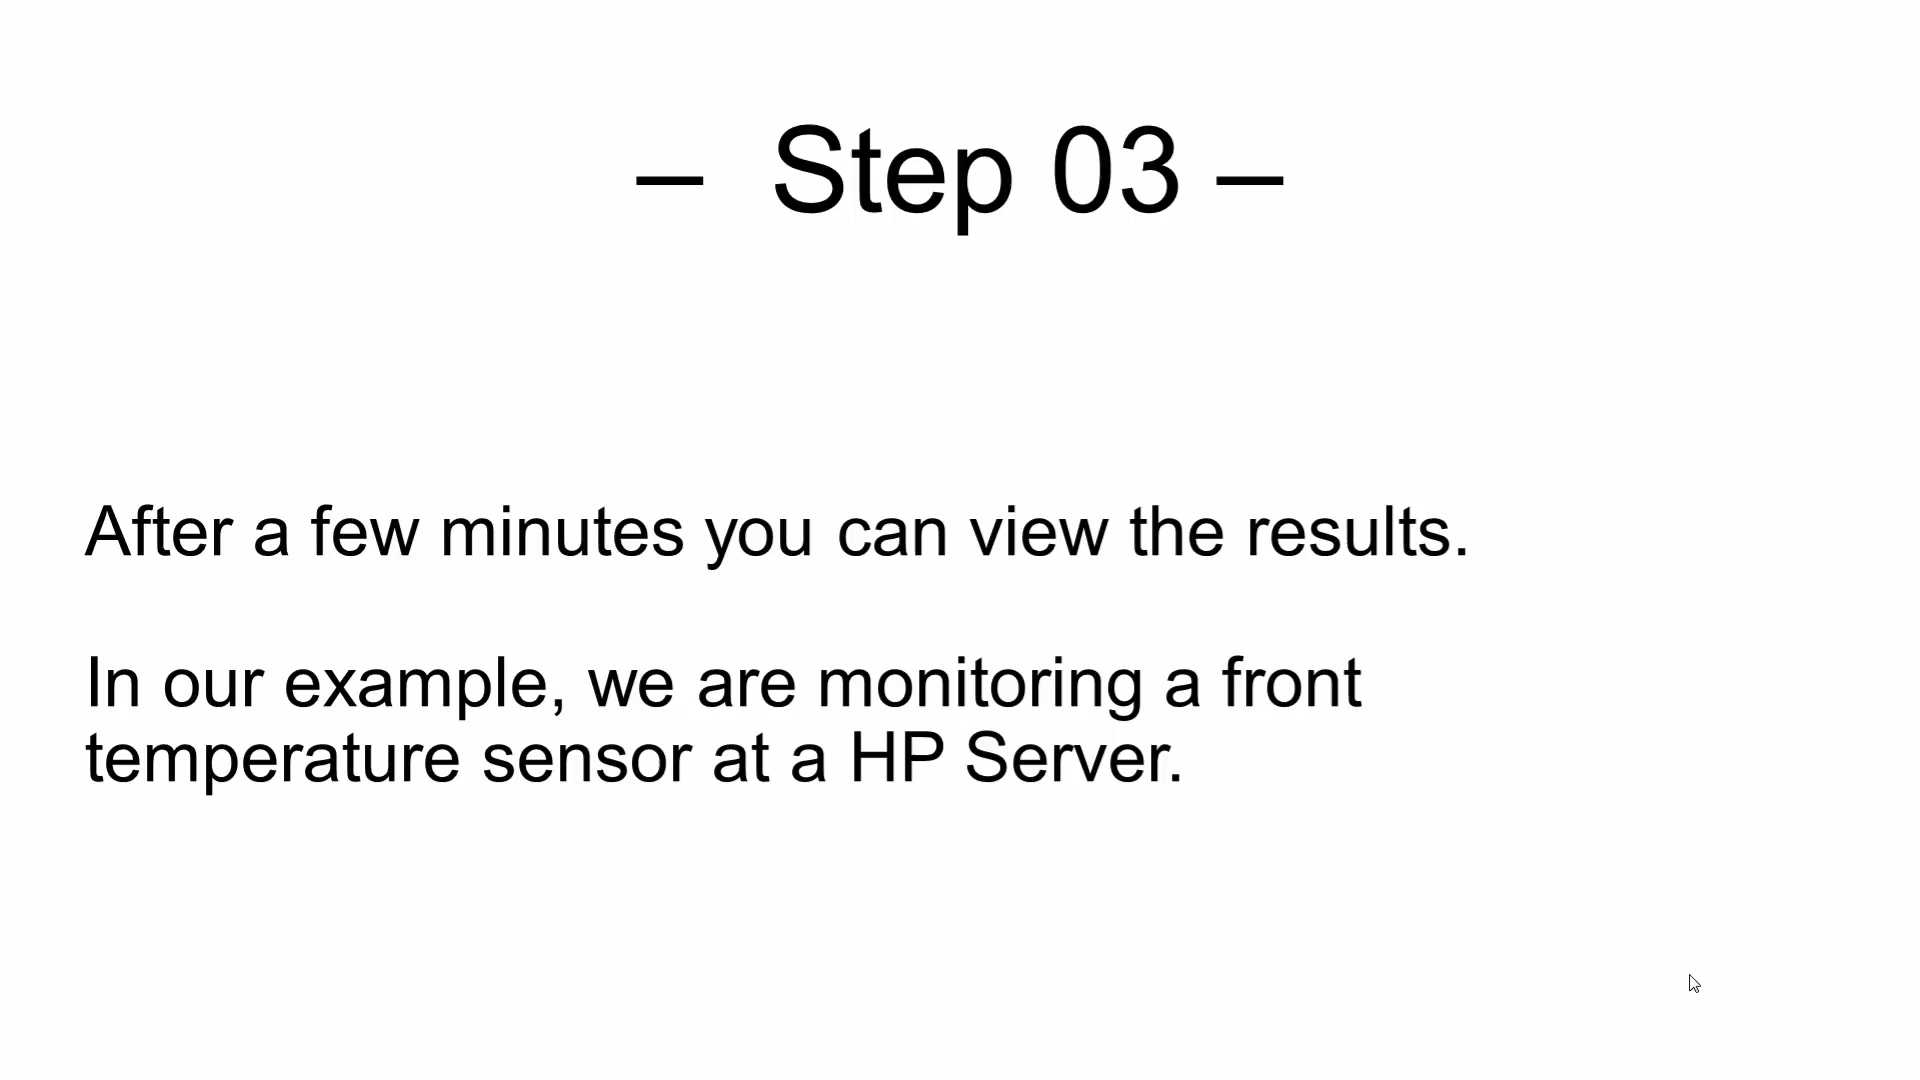 – Step 03 –
After a few minutes you can view the results.
In our example, we are monitoring a front
temperature sensor at a HP Server.